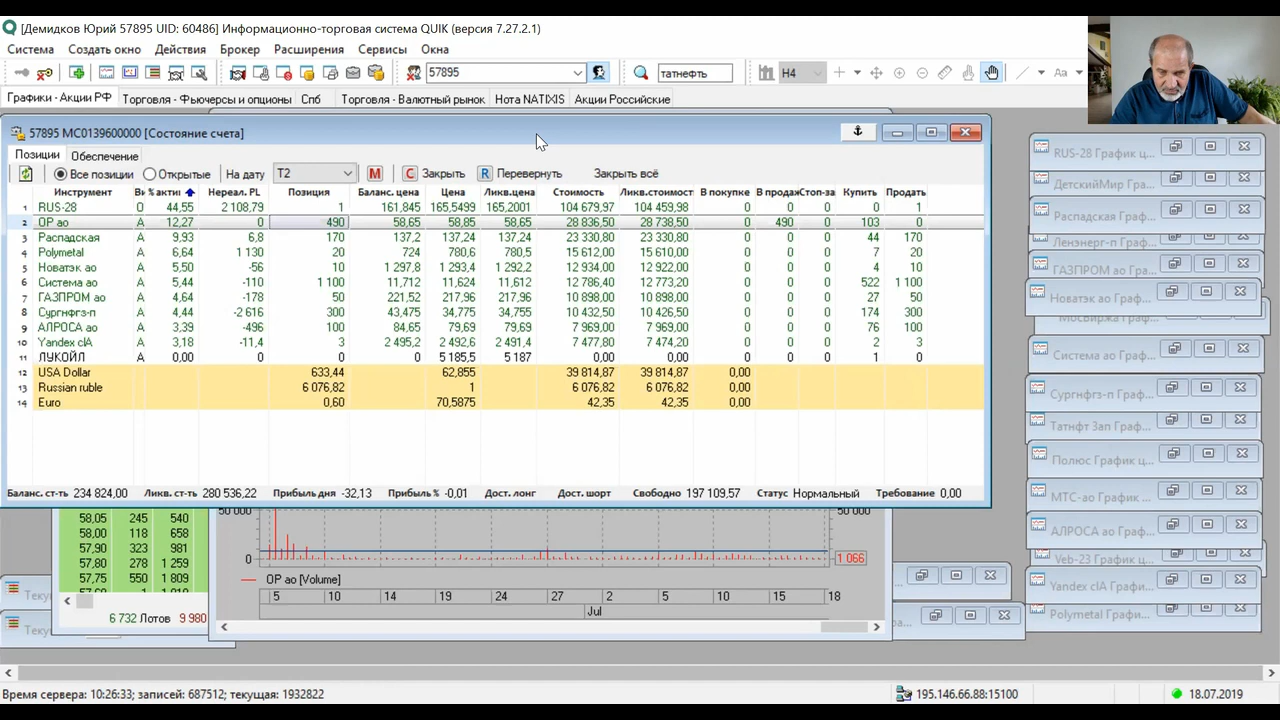 [Демидков Юрий 57895 UID: 60486] Информационно-торговая система QUIK (версия 7.27.2.1)
Система Создать окно Действия Брокер Расширения Сервисы Окна
57895 татнефть H4 Aa
Графики - Акции РФ Торговля - Фьючерсы и опционы Спб Торговля - Валютный рынок Нота NATIXIS Акции Российские
57895 MC0139600000 [Состояние счета]
Позиции Обеспечение
Все позиции Открытые На дату T2 M C Закрыть R Перевернуть Закрыть всё
Инструмент Ви % акти Нереал. PL Позиция Баланс. цена Цена Ликв.цена Стоимость Ликв.стоимост В покупке В продаж Стоп-за Купить Продать
1 RUS-28 О 44,55 2 108,79 1 161,845 165,5499 165,2001 104 679,97 104 459,98 0 0 0 0 1
2 ОР ао А 12,27 0 490 58,65 58,85 58,65 28 836,50 28 738,50 0 490 0 103 0
3 Распадская А 9,93 6,8 170 137,2 137,24 137,24 23 330,80 23 330,80 0 0 0 44 170
4 Polymetal А 6,64 1 130 20 724 780,6 780,5 15 612,00 15 610,00 0 0 0 7 20
5 Новатэк ао А 5,50 -56 10 1 297,8 1 293,4 1 292,2 12 934,00 12 922,00 0 0 0 4 10
6 Система ао А 5,44 -110 1 100 11,712 11,624 11,612 12 786,40 12 773,20 0 0 0 522 1 100
7 ГАЗПРОМ ао А 4,64 -178 50 221,52 217,96 217,96 10 898,00 10 898,00 0 0 0 27 50
8 Сургнфгз-п А 4,44 -2 616 300 43,475 34,775 34,755 10 432,50 10 426,50 0 0 0 174 300
9 АЛРОСА ао А 3,39 -496 100 84,65 79,69 79,69 7 969,00 7 969,00 0 0 0 76 100
10 Yandex clA А 3,18 -11,4 3 2 495,2 2 492,6 2 491,4 7 477,80 7 474,20 0 0 0 2 3
11 ЛУКОЙЛ А 0,00 0 0 0 5 185,5 5 187 0,00 0,00 0 0 0 1 0
12 USA Dollar 633,44 62,855 39 814,87 39 814,87 0,00
13 Russian ruble 6 076,82 1 6 076,82 6 076,82 0,00
14 Euro 0,60 70,5875 42,35 42,35 0,00
Баланс. ст-ть 234 824,00 Ликв. ст-ть 280 536,22 Прибыль дня -32,13 Прибыль % -0,01 Дост. лонг Дост. шорт Свободно 197 109,57 Статус Нормальный Требование 0,00
RUS-28 График ц...
ДетскийМир Гра...
Распадская Граф...
Ленэнерго-п Граф...
ГАЗПРОМ ао Гра...
Новатэк ао Граф...
МосБиржа Граф...
Система ао Граф...
Сургнфгз-п Граф...
Татнфт 3ап Графи...
Полюс График ц...
МТС-ао График ...
АЛРОСА ао Граф...
Veb-23 График ц...
Yandex clA Графи...
Polymetal График...
58,05 245 540
58,00 118 658
57,90 323 981
57,80 278 1 259
57,75 550 1 809
6 732 Лотов 9 980
50 000 50 000
0 1 066
ОР ао [Volume]
5 10 14 19 24 27 2 5 10 15 18
Jul
Время сервера: 10:26:33; записей: 687512; текущая: 1932822 195.146.66.88:15100 18.07.2019